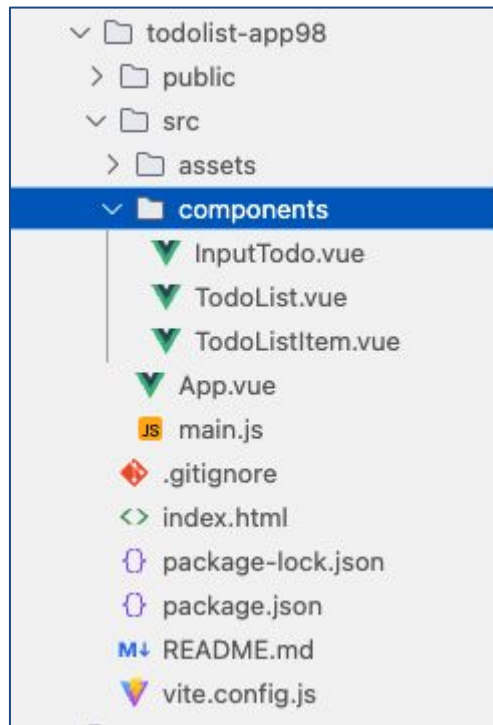 todolist-app98
public
src
assets
components
InputTodo.vue
TodoList.vue
TodoListItem.vue
App.vue
JS main.js
.gitignore
<> index.html
{} package-lock.json
{} package.json
M↓ README.md
vite.config.js